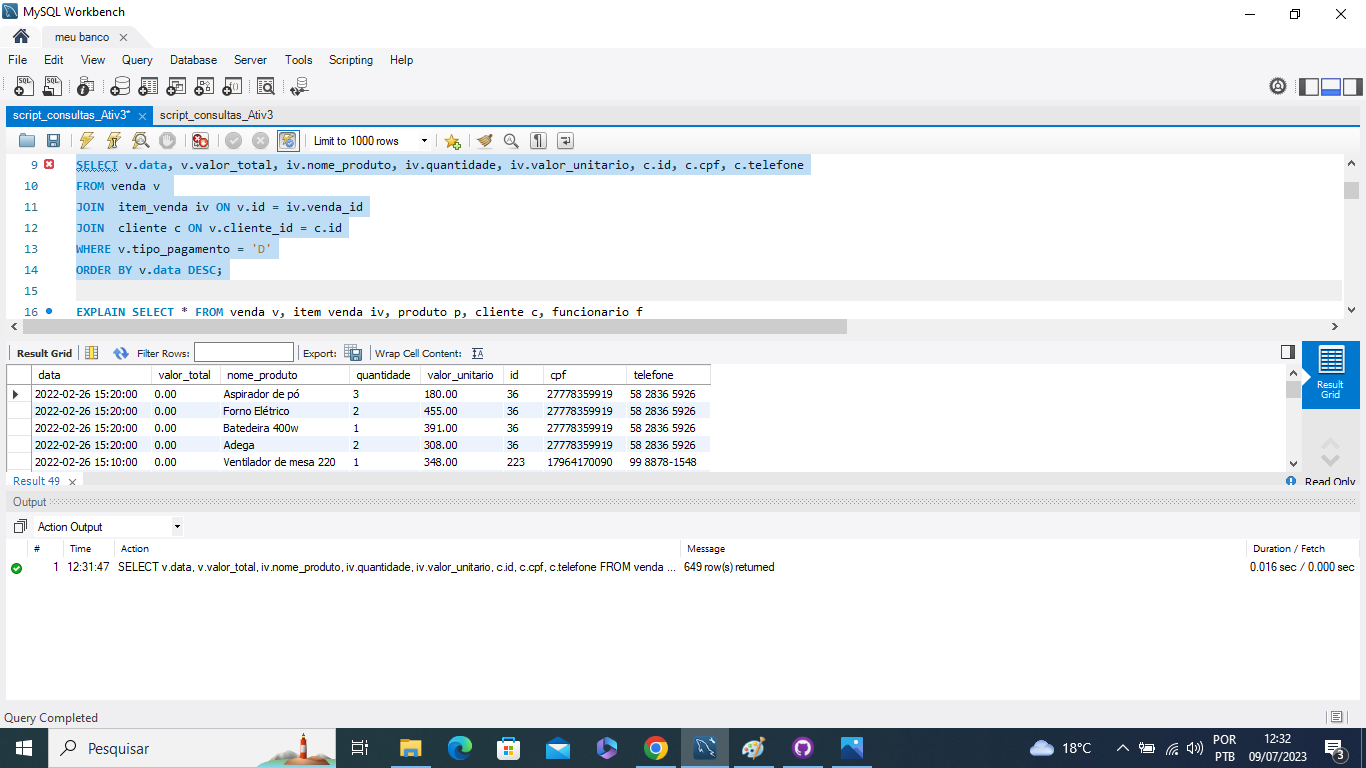 MySQL Workbench
meu banco
File Edit View Query Database Server Tools Scripting Help
script_consultas_Ativ3* script_consultas_Ativ3
Limit to 1000 rows
9 SELECT v.data, v.valor_total, iv.nome_produto, iv.quantidade, iv.valor_unitario, c.id, c.cpf, c.telefone
10 FROM venda v
11 JOIN item_venda iv ON v.id = iv.venda_id
12 JOIN cliente c ON v.cliente_id = c.id
13 WHERE v.tipo_pagamento = 'D'
14 ORDER BY v.data DESC;
15
16 EXPLAIN SELECT * FROM venda v, item venda iv, produto p, cliente c, funcionario f
Result Grid Filter Rows: Export: Wrap Cell Content:
Result Grid
data valor_total nome_produto quantidade valor_unitario id cpf telefone
2022-02-26 15:20:00 0.00 Aspirador de pó 3 180.00 36 27778359919 58 2836 5926
2022-02-26 15:20:00 0.00 Forno Elétrico 2 455.00 36 27778359919 58 2836 5926
2022-02-26 15:20:00 0.00 Batedeira 400w 1 391.00 36 27778359919 58 2836 5926
2022-02-26 15:20:00 0.00 Adega 2 308.00 36 27778359919 58 2836 5926
2022-02-26 15:10:00 0.00 Ventilador de mesa 220 1 348.00 223 17964170090 99 8878-1548
Result 49 Read Only
Output
Action Output
# Time Action Message Duration / Fetch
1 12:31:47 SELECT v.data, v.valor_total, iv.nome_produto, iv.quantidade, iv.valor_unitario, c.id, c.cpf, c.telefone FROM venda ... 649 row(s) returned 0.016 sec / 0.000 sec
Query Completed
Pesquisar 18°C POR 12:32
PTB 09/07/2023 3